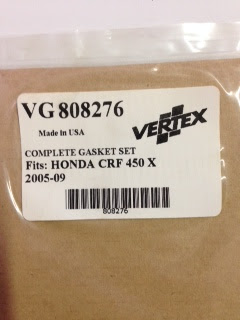 VG 808276
Made in USA
VERTEX
COMPLETE GASKET SET
Fits: HONDA CRF 450 X
2005-09
808276